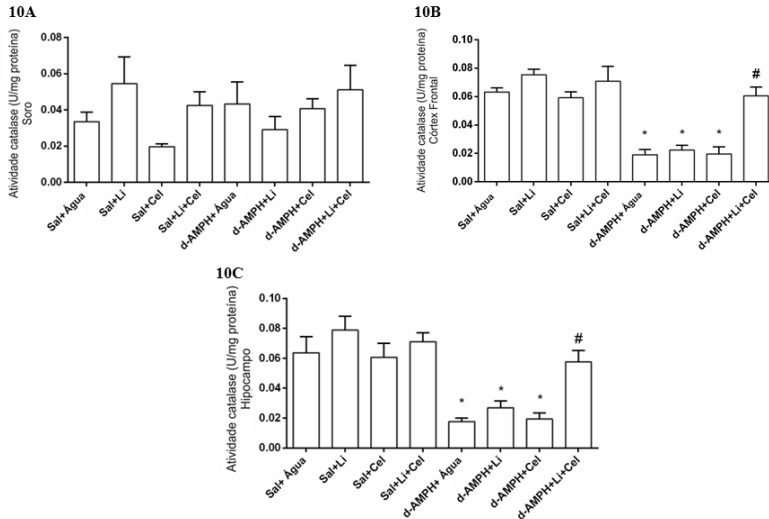 10A
Atividade catalase (U/mg proteína)
Soro
0.08
0.06
0.04
0.02
0.00
Sal+Água
Sal+Li
Sal+Cel
Sal+Li+Cel
d-AMPH+Água
d-AMPH+Li
d-AMPH+Cel
d-AMPH+Li+Cel
10B
Atividade catalase (U/mg proteína)
Córtex Frontal
0.10
0.08
0.06
0.04
0.02
0.00
* * * #
Sal+Água
Sal+Li
Sal+Cel
Sal+Li+Cel
d-AMPH+Água
d-AMPH+Li
d-AMPH+Cel
d-AMPH+Li+Cel
10C
Atividade catalase (U/mg proteína)
Hipocampo
0.10
0.08
0.06
0.04
0.02
0.00
* * * #
Sal+ Água
Sal+Li
Sal+Cel
Sal+Li+Cel
d-AMPH+ Água
d-AMPH+Li
d-AMPH+Cel
d-AMPH+Li+Cel